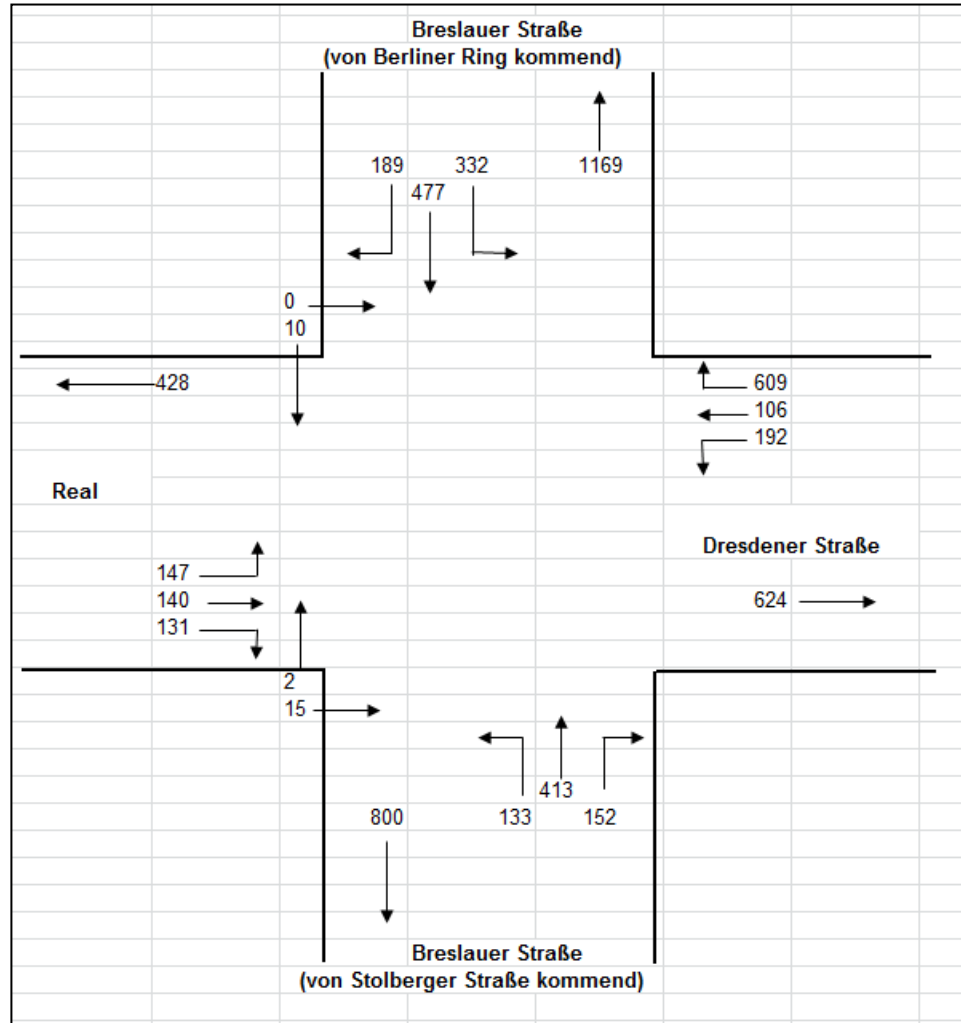 Breslauer Straße
(von Berliner Ring kommend)
189 332 1169
477
0
10
428 609
106
192
Real
Dresdener Straße
147
140 624
131
2
15
413
800 133 152
Breslauer Straße
(von Stolberger Straße kommend)